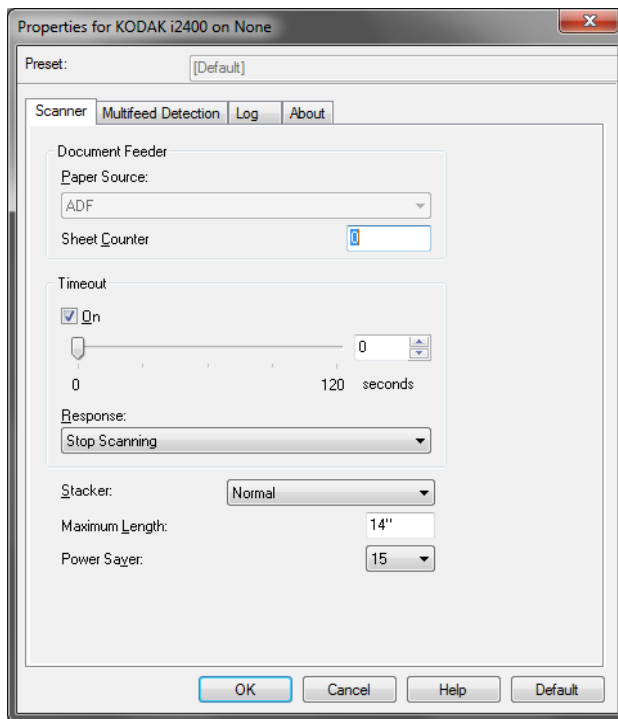 Properties for KODAK i2400 on None
Preset: [Default]
Scanner Multifeed Detection Log About
Document Feeder
Paper Source:
ADF
Sheet Counter 0
Timeout
On
0
0 120 seconds
Response:
Stop Scanning
Stacker: Normal
Maximum Length: 14"
Power Saver: 15
OK Cancel Help Default